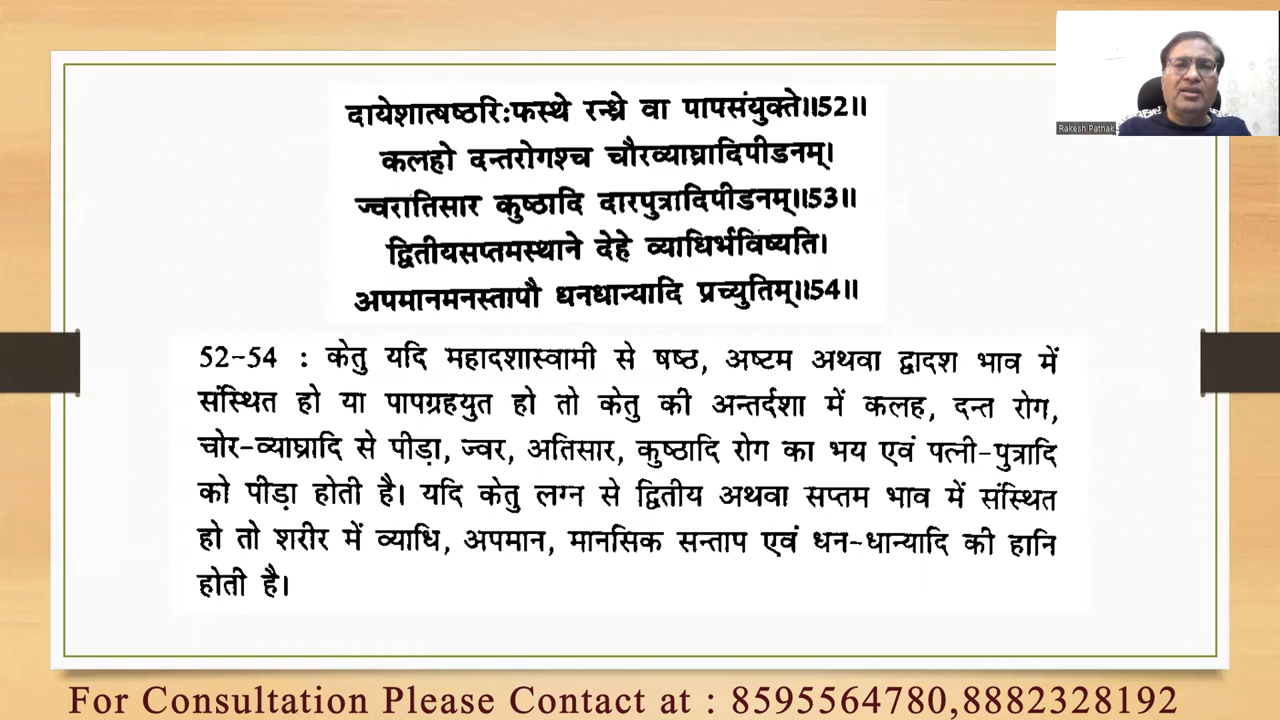 दायेशात्षष्ठरिःफस्थे रन्ध्रे वा पापसंयुक्ते॥52॥
कलहो दन्तरोगश्च चौरव्याघ्रादिपीडनम्।
ज्वरातिसार कुष्ठादि दारपुत्रादिपीडनम्॥53॥
द्वितीयसप्तमस्थाने देहे व्याधिर्भविष्यति।
अपमानमनस्तापौ धनधान्यादि प्रच्युतिम्॥54॥
52-54 : केतु यदि महादशास्वामी से षष्ठ, अष्टम अथवा द्वादश भाव में
संस्थित हो या पापग्रहयुत हो तो केतु की अन्तर्दशा में कलह, दन्त रोग,
चोर-व्याघ्रादि से पीड़ा, ज्वर, अतिसार, कुष्ठादि रोग का भय एवं पत्नी-पुत्रादि
को पीड़ा होती है। यदि केतु लग्न से द्वितीय अथवा सप्तम भाव में संस्थित
हो तो शरीर में व्याधि, अपमान, मानसिक सन्ताप एवं धन-धान्यादि की हानि
होती है।
Rakesh Pathak
For Consultation Please Contact at : 8595564780,8882328192